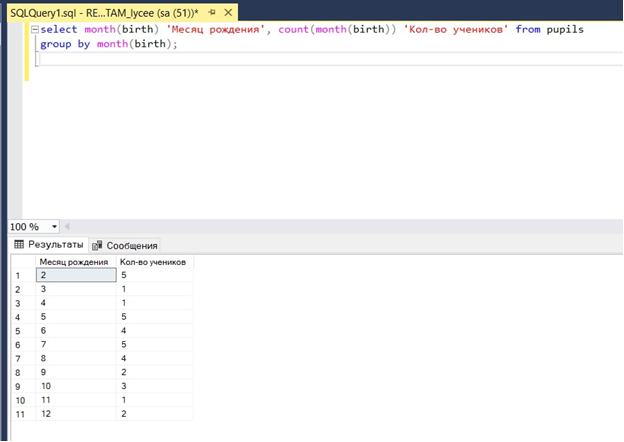 SQLQuery1.sql - RE...TAM_lycee (sa (51))*
select month(birth) 'Месяц рождения', count(month(birth)) 'Кол-во учеников' from pupils
group by month(birth);
100 %
Результаты Сообщения
Месяц рождения Кол-во учеников
1 2 5
2 3 1
3 4 1
4 5 5
5 6 4
6 7 5
7 8 4
8 9 2
9 10 3
10 11 1
11 12 2